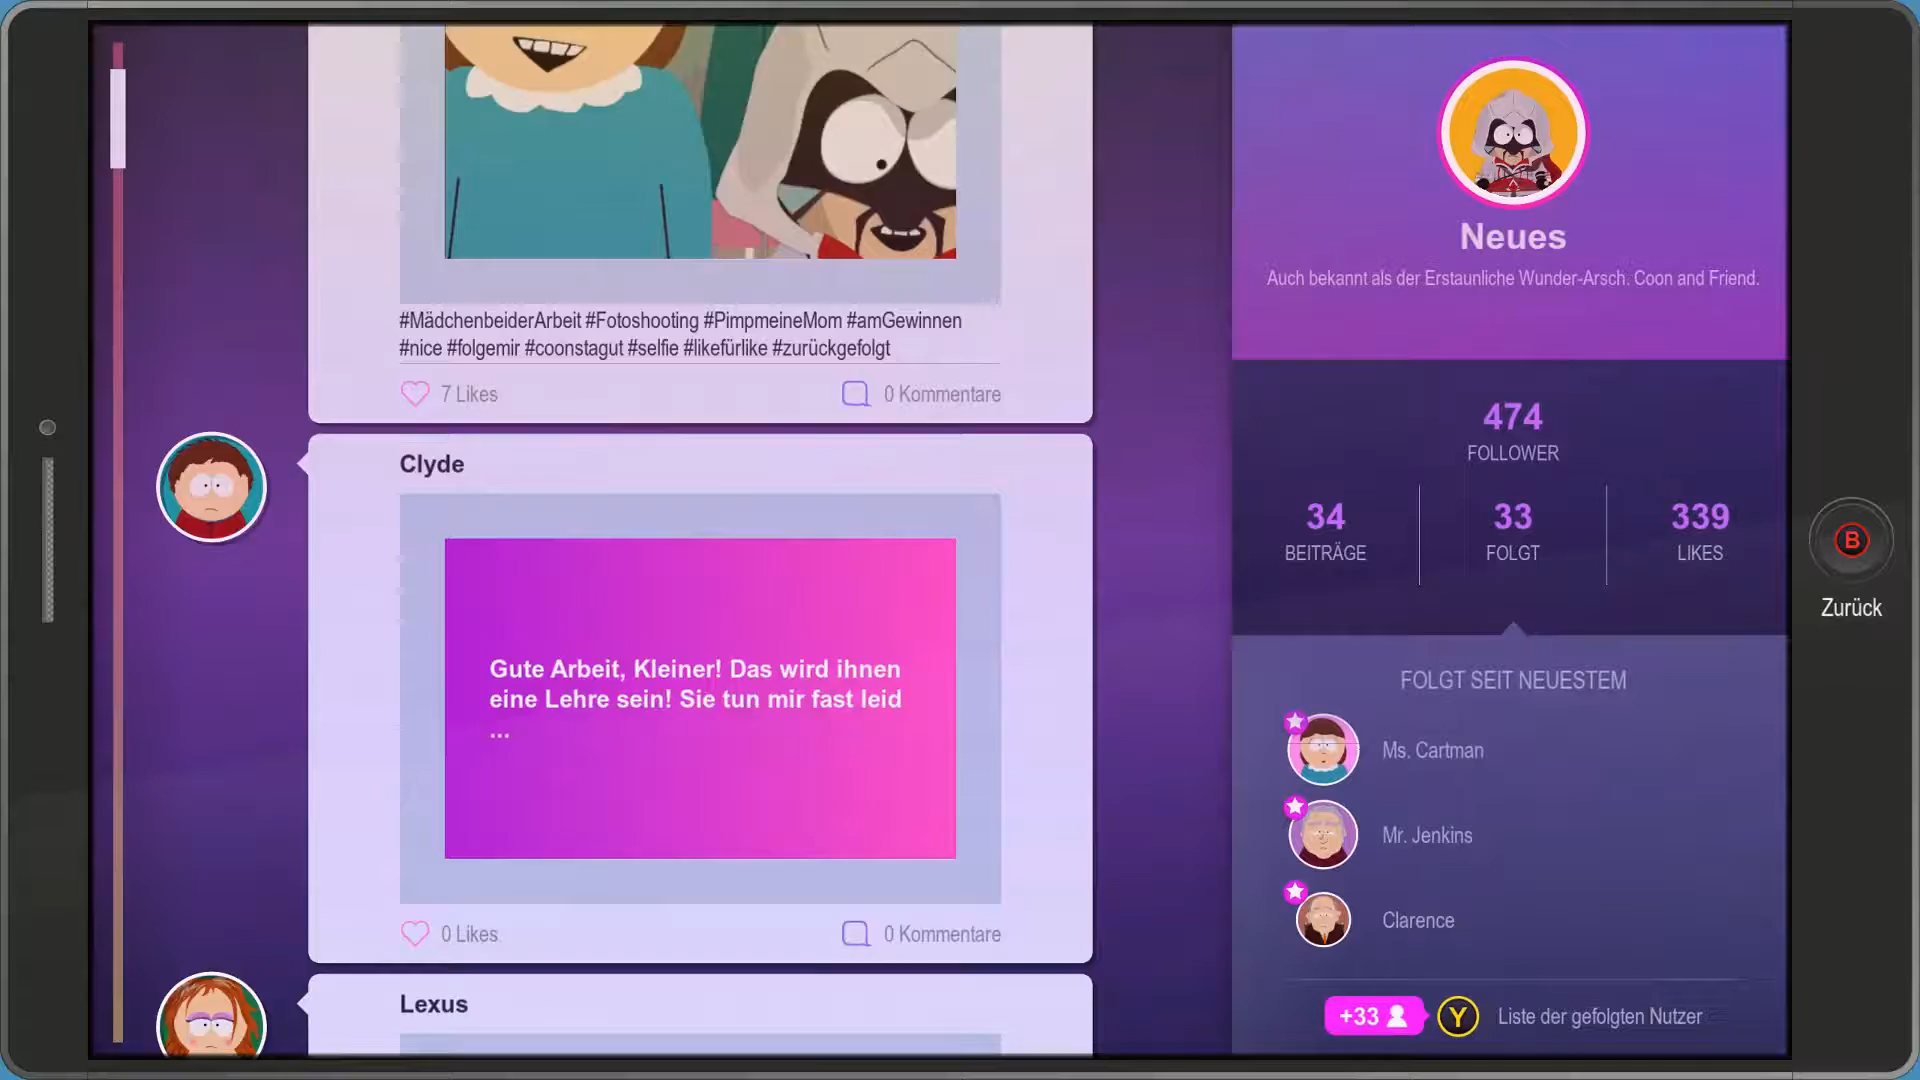 #MädchenbeiderArbeit #Fotoshooting #PimpmeineMom #amGewinnen
#nice #folgemir #coonstagut #selfie #likefürlike #zurückgefolgt
7 Likes
0 Kommentare
Clyde
Gute Arbeit, Kleiner! Das wird ihnen
eine Lehre sein! Sie tun mir fast leid
...
0 Likes
0 Kommentare
Lexus
Neues
Auch bekannt als der Erstaunliche Wunder-Arsch. Coon and Friend.
474
FOLLOWER
34
BEITRÄGE
33
FOLGT
339
LIKES
FOLGT SEIT NEUESTEM
Ms. Cartman
Mr. Jenkins
Clarence
+33
Y
Liste der gefolgten Nutzer
B
Zurück